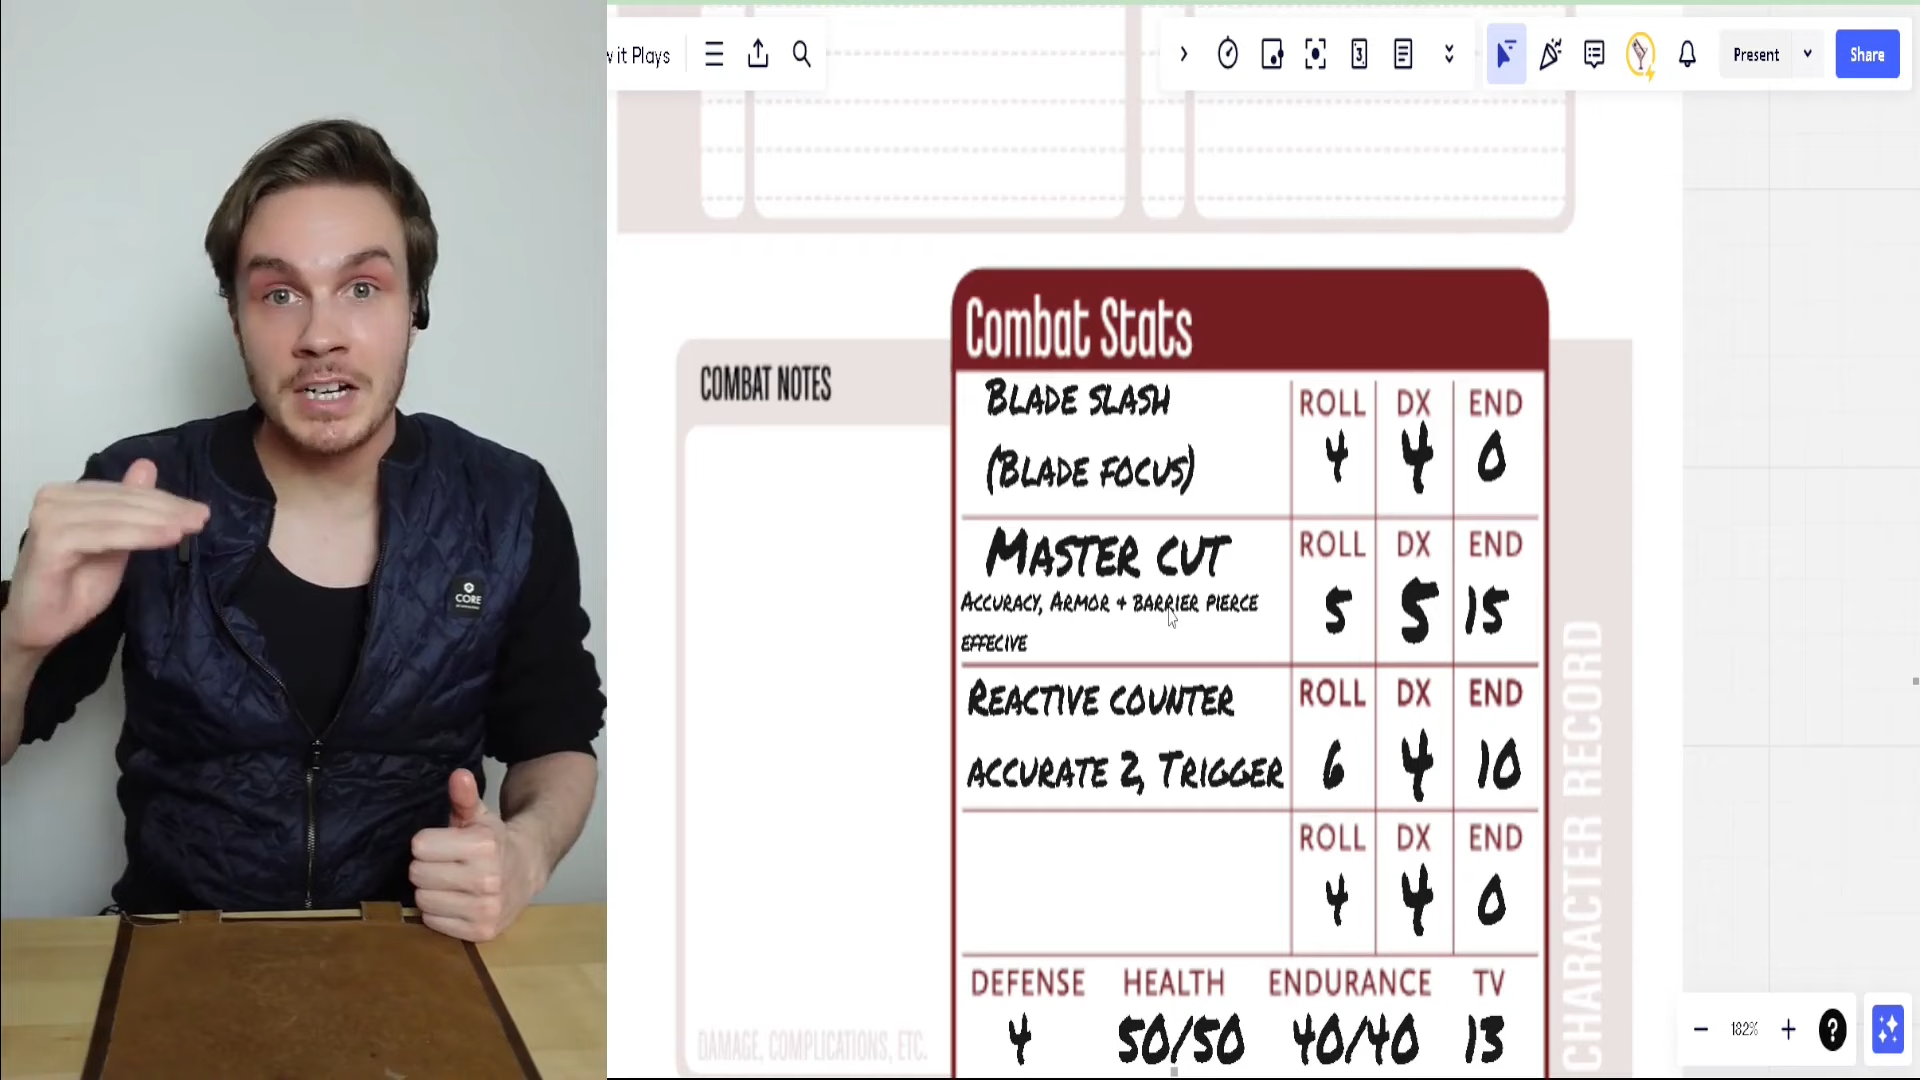 w it Plays
3
Present
Share
Combat Stats
COMBAT NOTES
BLADE SLASH
(BLADE FOCUS)
ROLL DX END
4 4 0
MASTER CUT
ACCURACY, ARMOR + BARRIER PIERCE
EFFECIVE
ROLL DX END
5 5 15
REACTIVE COUNTER
ACCURATE 2, TRIGGER
ROLL DX END
6 4 10
ROLL DX END
4 4 0
DEFENSE HEALTH ENDURANCE TV
4 50/50 40/40 13
DAMAGE, COMPLICATIONS, ETC.
CHARACTER RECORD
182%
?
CORE